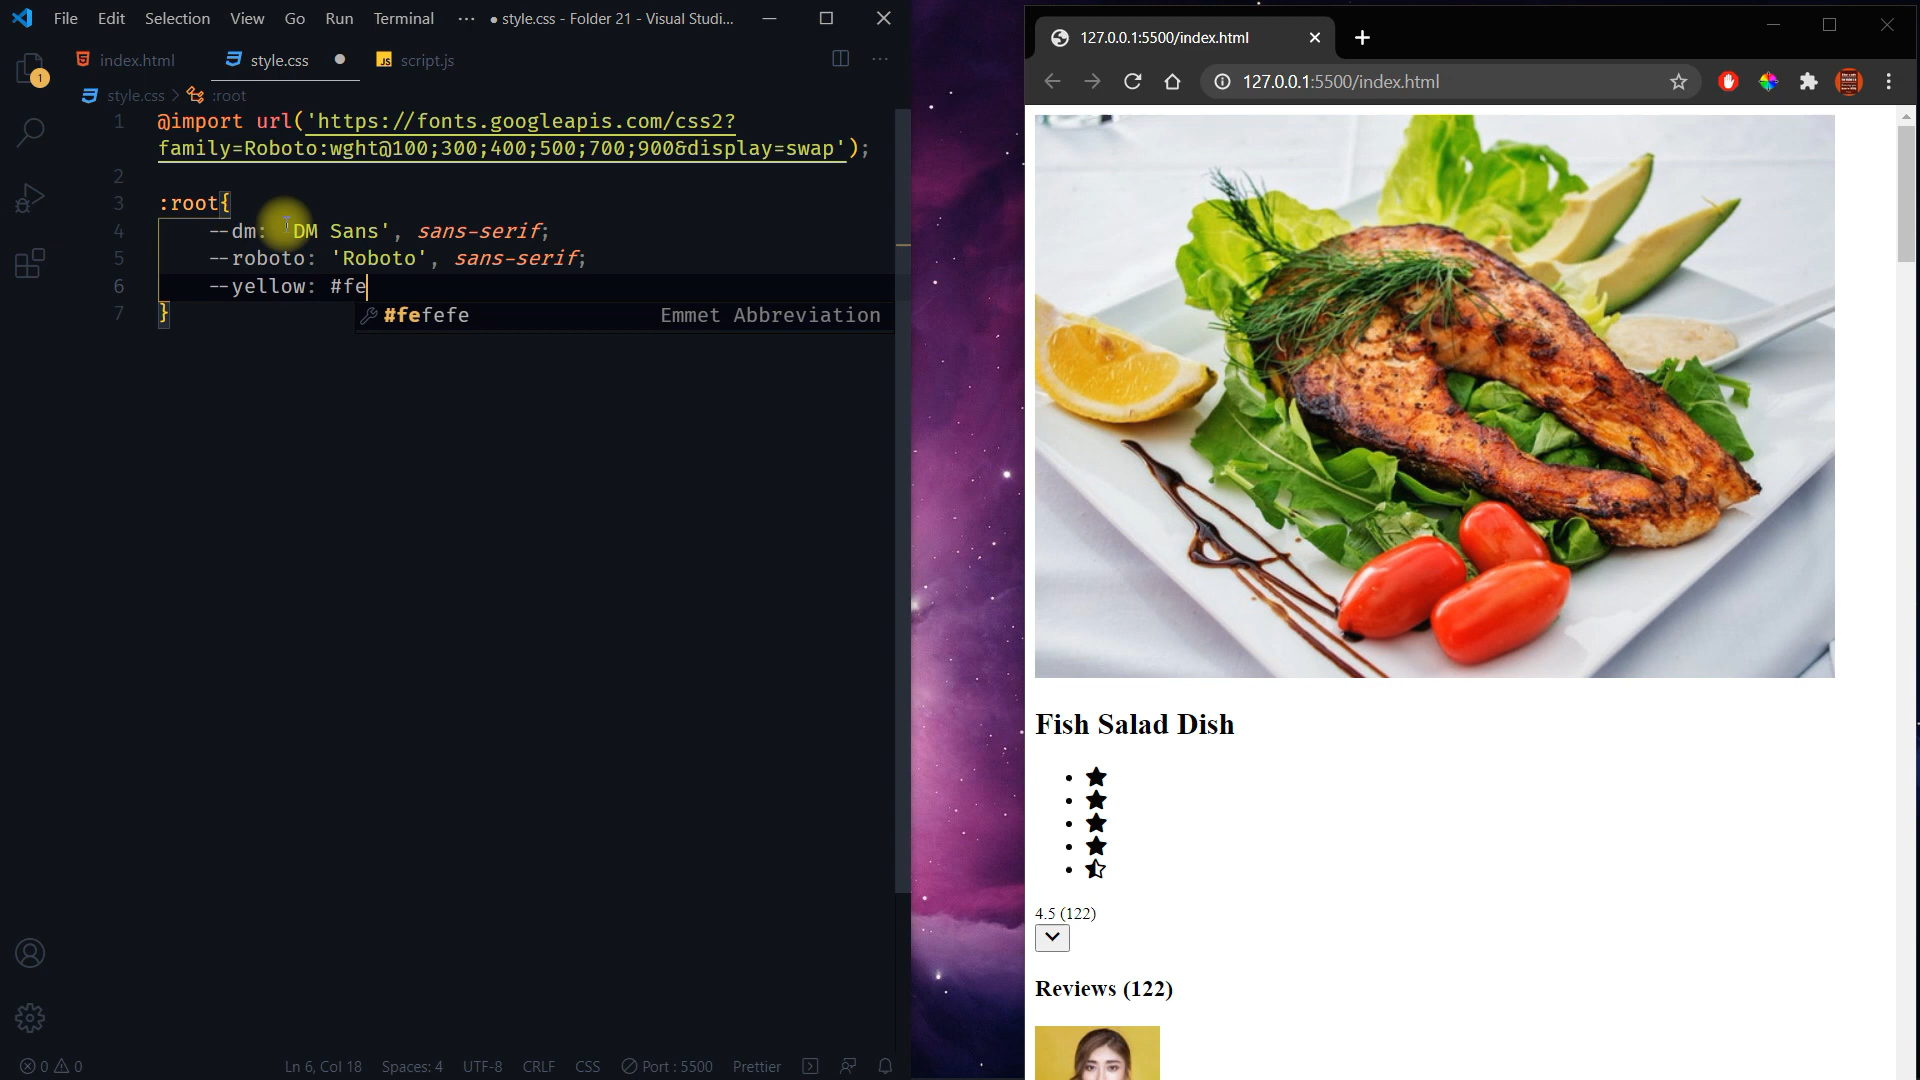 File Edit Selection View Go Run Terminal ··· ● style.css - Folder 21 - Visual Studi...
index.html style.css ● script.js ···
style.css > :root
1 @import url('https://fonts.googleapis.com/css2?
family=Roboto:wght@100;300;400;500;700;900&display=swap');
2
3 :root{
4 --dm: 'DM Sans', sans-serif;
5 --roboto: 'Roboto', sans-serif;
6 --yellow: #fe
7 }
#fefefe Emmet Abbreviation
1
0 0 Ln 6, Col 18 Spaces: 4 UTF-8 CRLF CSS Port : 5500 Prettier
127.0.0.1:5500/index.html
127.0.0.1:5500/index.html
Fish Salad Dish
4.5 (122)
Reviews (122)